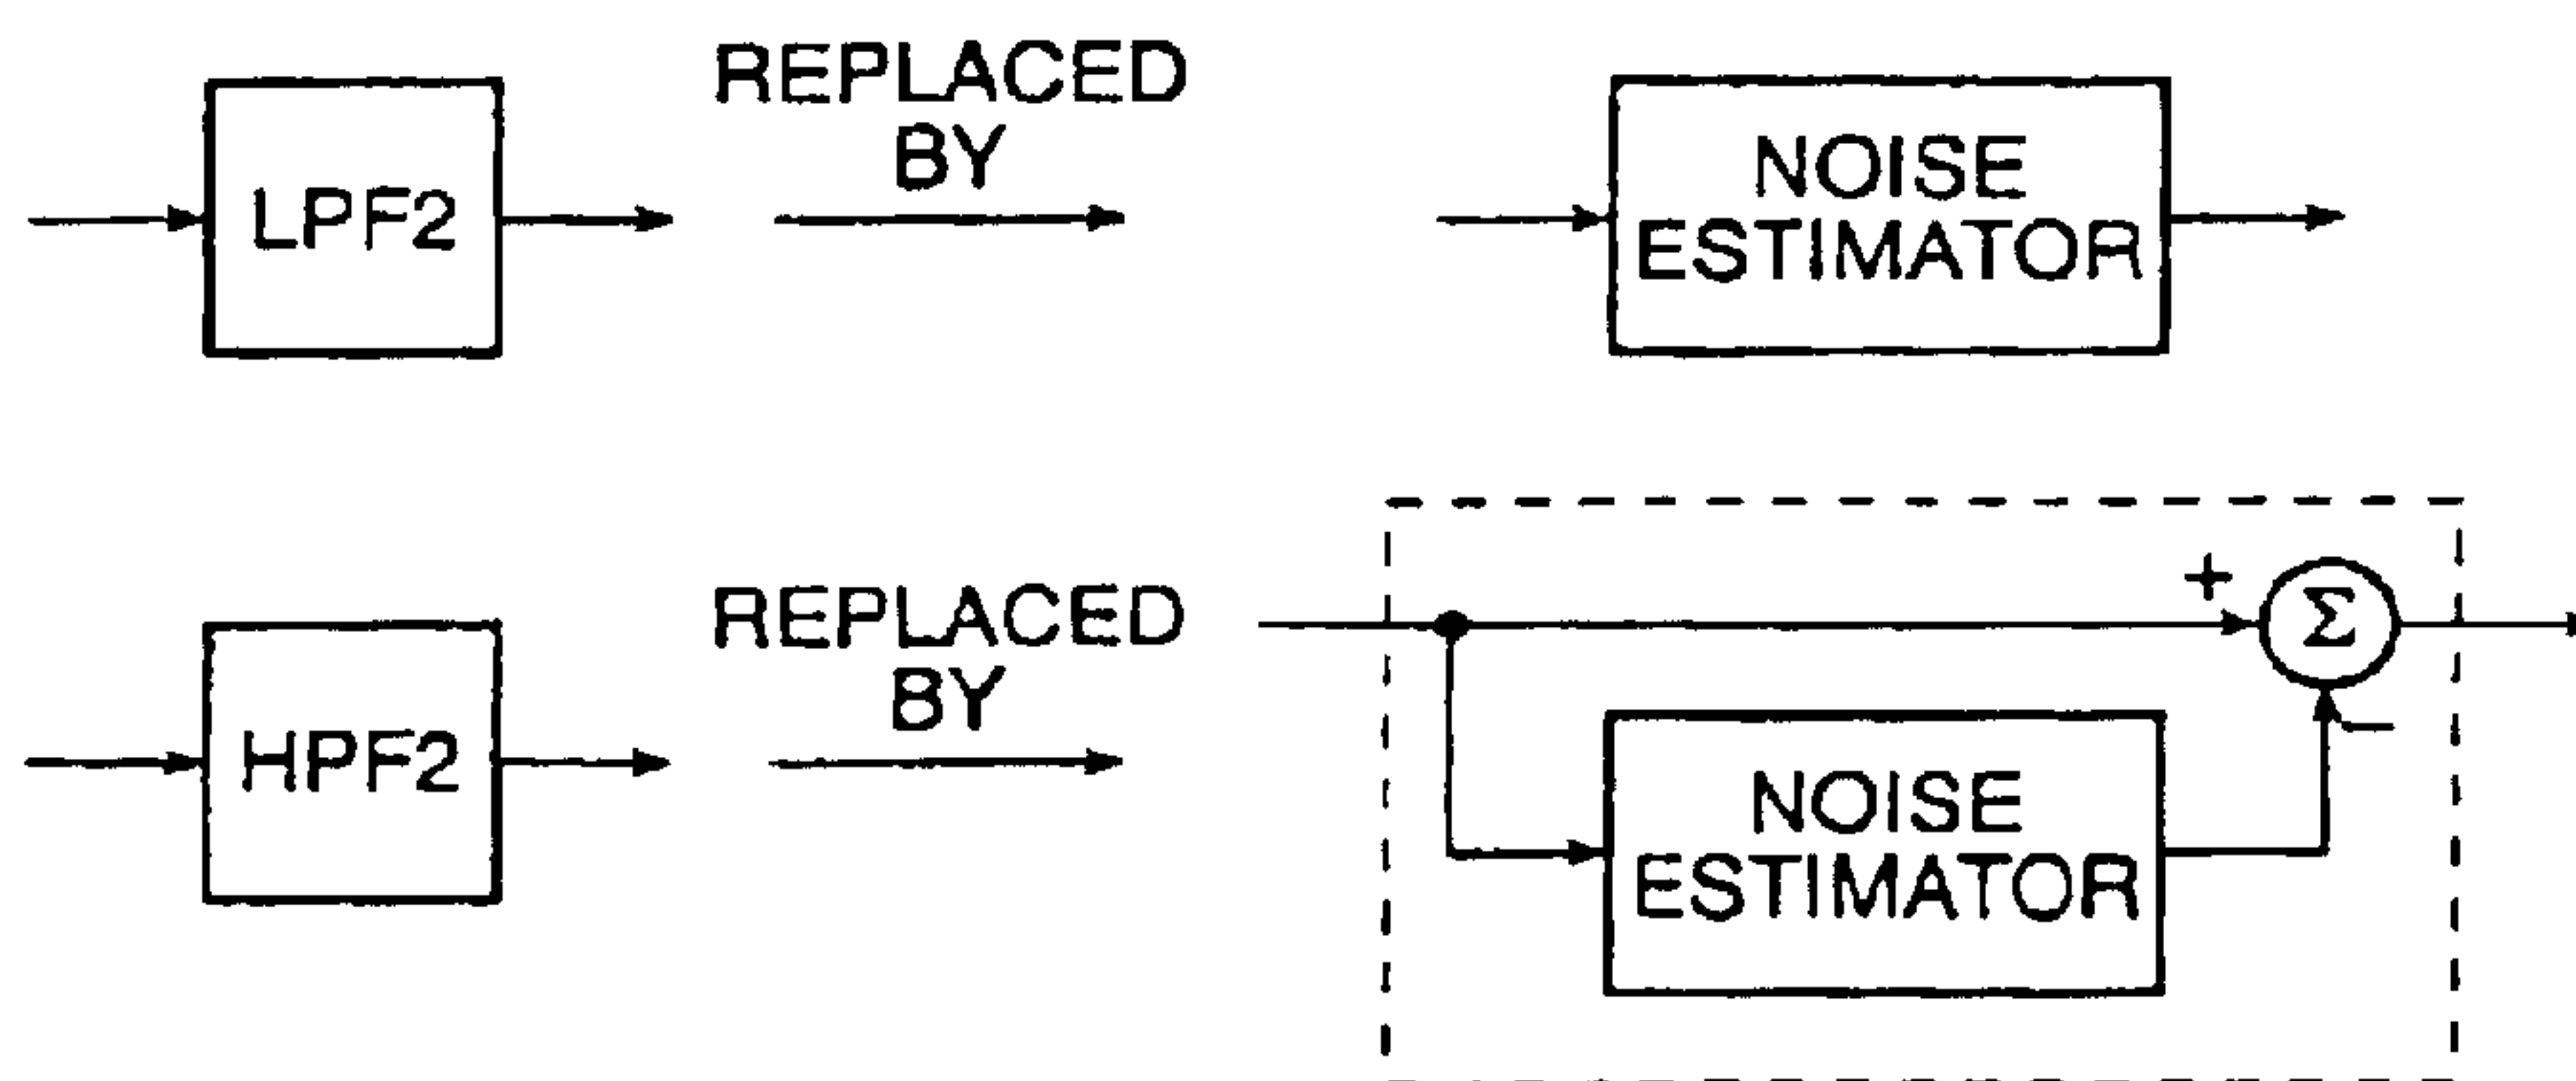 REPLACED
BY
LPF2
NOISE
ESTIMATOR
REPLACED
BY
HPF2
+
Σ
−
NOISE
ESTIMATOR